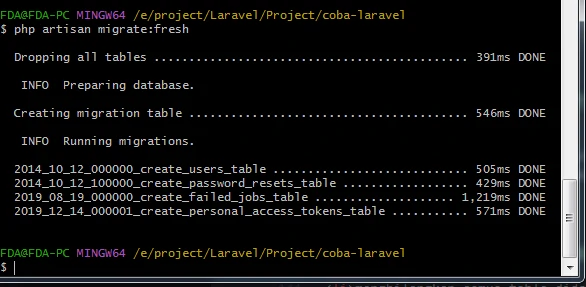 FDA@FDA-PC MINGW64 /e/project/Laravel/Project/coba-laravel
$ php artisan migrate:fresh
Dropping all tables ............................................. 391ms DONE
INFO Preparing database.
Creating migration table ........................................ 546ms DONE
INFO Running migrations.
2014_10_12_000000_create_users_table ............................ 505ms DONE
2014_10_12_100000_create_password_resets_table .................. 429ms DONE
2019_08_19_000000_create_failed_jobs_table .................... 1,219ms DONE
2019_12_14_000001_create_personal_access_tokens_table ........... 571ms DONE
FDA@FDA-PC MINGW64 /e/project/Laravel/Project/coba-laravel
$